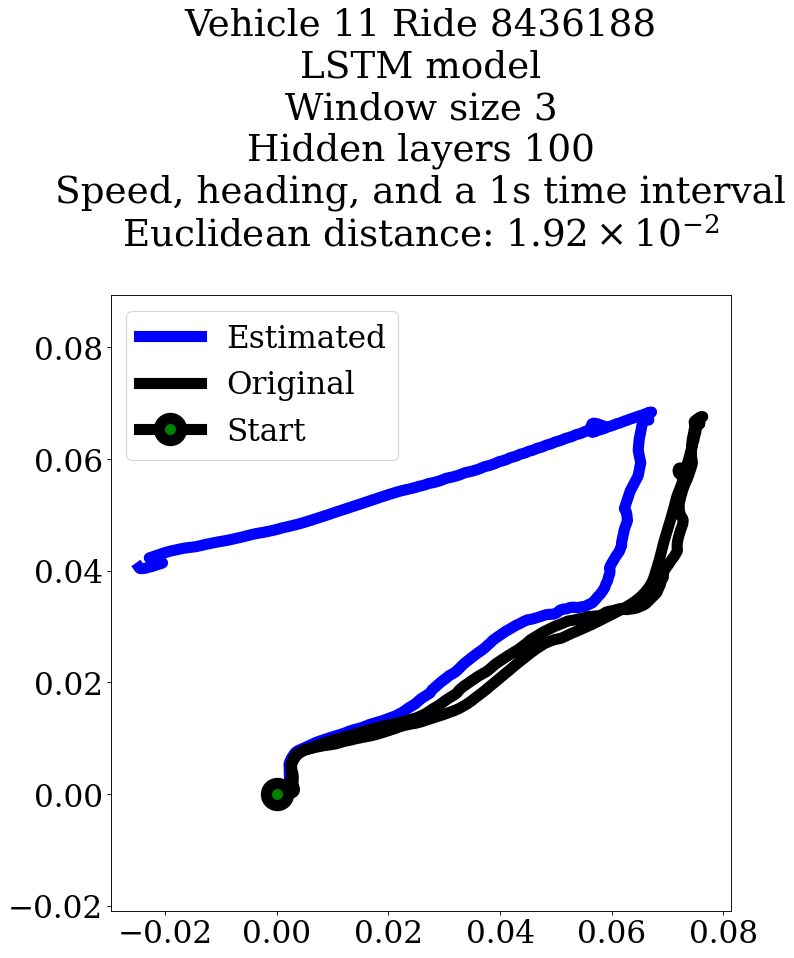 Vehicle 11 Ride 8436188
LSTM model
Window size 3
Hidden layers 100
Speed, heading, and a 1s time interval
Euclidean distance: 1.92 × 10⁻²
Estimated
Original
Start
0.08
0.06
0.04
0.02
0.00
−0.02
−0.02 0.00 0.02 0.04 0.06 0.08